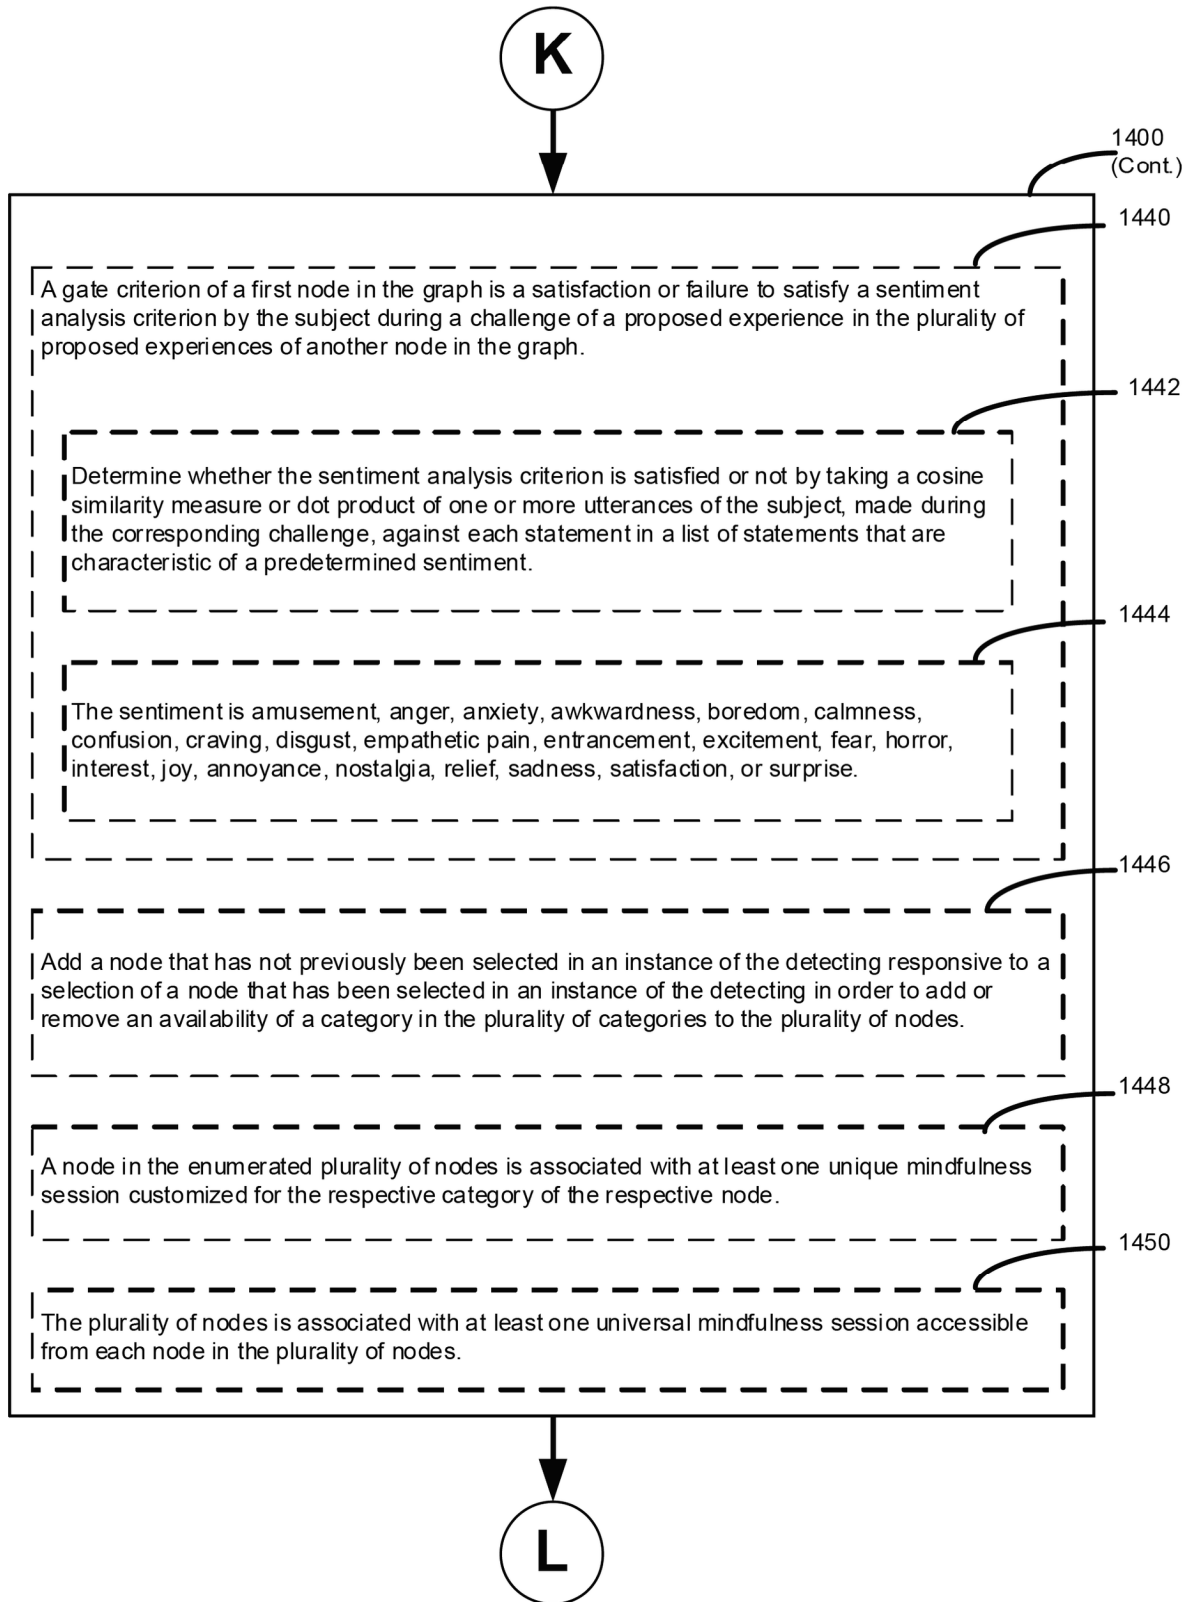 K
1400
(Cont.)
1440
A gate criterion of a first node in the graph is a satisfaction or failure to satisfy a sentiment
analysis criterion by the subject during a challenge of a proposed experience in the plurality of
proposed experiences of another node in the graph.
1442
Determine whether the sentiment analysis criterion is satisfied or not by taking a cosine
similarity measure or dot product of one or more utterances of the subject, made during
the corresponding challenge, against each statement in a list of statements that are
characteristic of a predetermined sentiment.
1444
The sentiment is amusement, anger, anxiety, awkwardness, boredom, calmness,
confusion, craving, disgust, empathetic pain, entrancement, excitement, fear, horror,
interest, joy, annoyance, nostalgia, relief, sadness, satisfaction, or surprise.
1446
Add a node that has not previously been selected in an instance of the detecting responsive to a
selection of a node that has been selected in an instance of the detecting in order to add or
remove an availability of a category in the plurality of categories to the plurality of nodes.
1448
A node in the enumerated plurality of nodes is associated with at least one unique mindfulness
session customized for the respective category of the respective node.
1450
The plurality of nodes is associated with at least one universal mindfulness session accessible
from each node in the plurality of nodes.
L